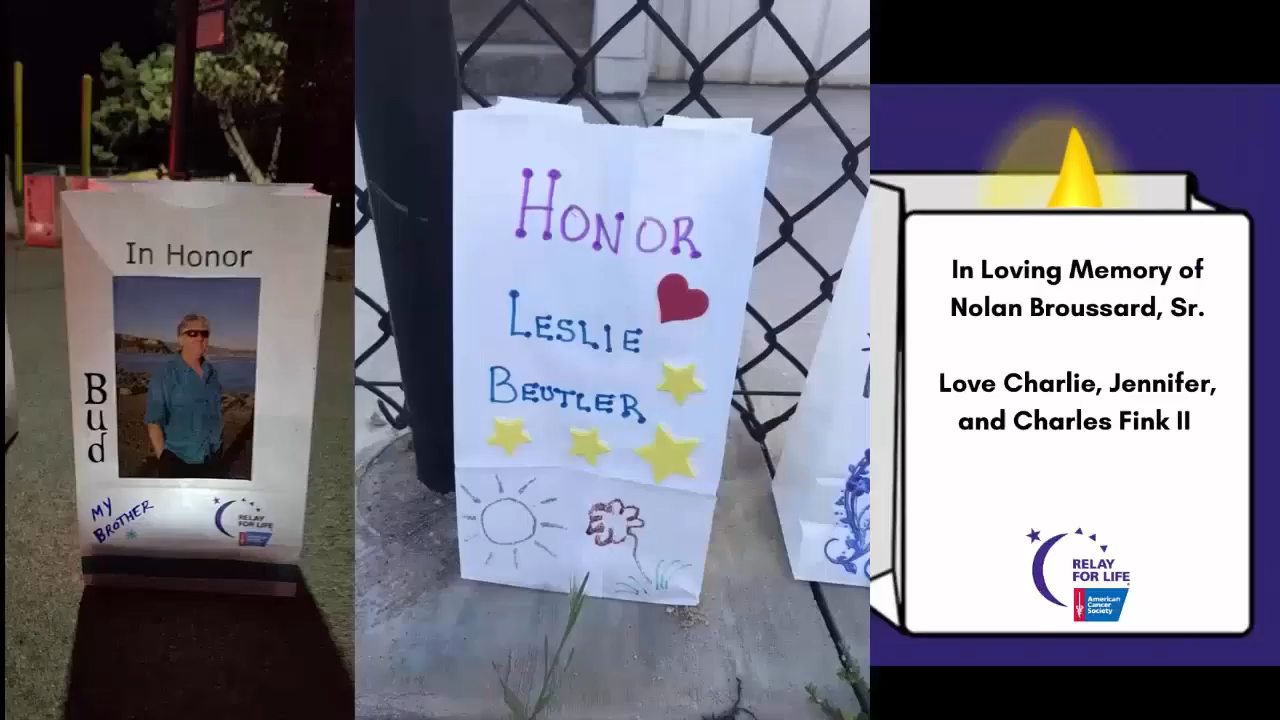 In Honor
Bud
MY
BROTHER
RELAY
FOR LIFE
HONOR
LESLIE
BEUTLER
In Loving Memory of
Nolan Broussard, Sr.
Love Charlie, Jennifer,
and Charles Fink II
RELAY
FOR LIFE
American
Cancer
Society